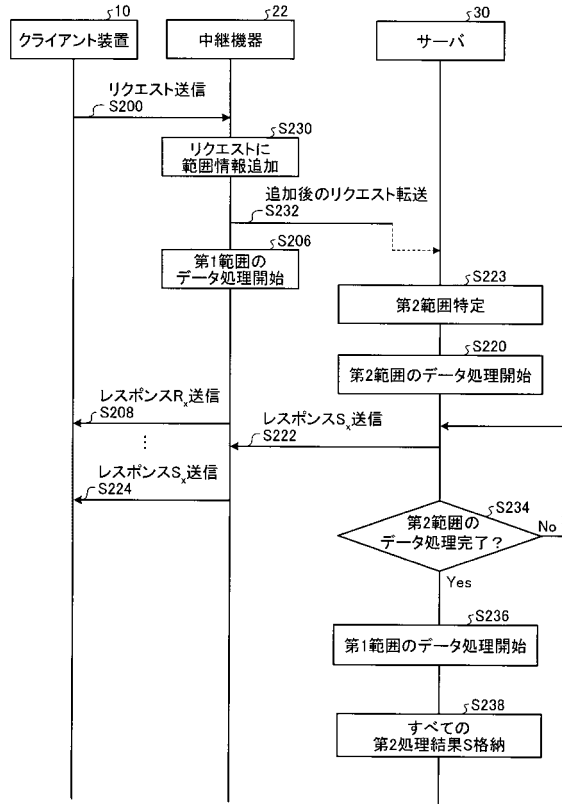 10
22
30
クライアント装置
中継機器
サーバ
リクエスト送信
S200
S230
リクエストに
範囲情報追加
追加後のリクエスト転送
S232
S206
第1範囲の
データ処理開始
S223
第2範囲特定
S220
第2範囲のデータ処理開始
レスポンスRx送信
S208
レスポンスSx送信
S222
⋮
レスポンスSx送信
S224
S234
第2範囲の
データ処理完了?
No
Yes
S236
第1範囲のデータ処理開始
S238
すべての
第2処理結果S格納